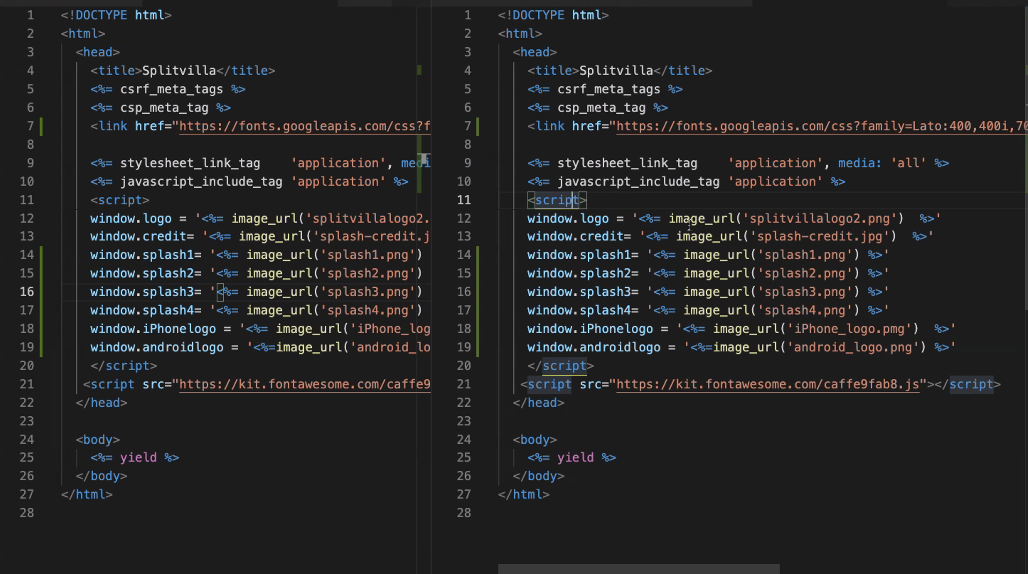 1 <!DOCTYPE html>
2 <html>
3 <head>
4 <title>Splitvilla</title>
5 <%= csrf_meta_tags %>
6 <%= csp_meta_tag %>
7 <link href="https://fonts.googleapis.com/css?f
8
9 <%= stylesheet_link_tag 'application', medi
10 <%= javascript_include_tag 'application' %>
11 <script>
12 window.logo = '<%= image_url('splitvillalogo2.
13 window.credit= '<%= image_url('splash-credit.j
14 window.splash1= '<%= image_url('splash1.png')
15 window.splash2= '<%= image_url('splash2.png')
16 window.splash3= '<%= image_url('splash3.png')
17 window.splash4= '<%= image_url('splash4.png')
18 window.iPhonelogo = '<%= image_url('iPhone_log
19 window.androidlogo = '<%=image_url('android_lo
20 </script>
21 <script src="https://kit.fontawesome.com/caffe9
22 </head>
23
24 <body>
25 <%= yield %>
26 </body>
27 </html>
28
1 <!DOCTYPE html>
2 <html>
3 <head>
4 <title>Splitvilla</title>
5 <%= csrf_meta_tags %>
6 <%= csp_meta_tag %>
7 <link href="https://fonts.googleapis.com/css?family=Lato:400,400i,70
8
9 <%= stylesheet_link_tag 'application', media: 'all' %>
10 <%= javascript_include_tag 'application' %>
11 <script>
12 window.logo = '<%= image_url('splitvillalogo2.png') %>'
13 window.credit= '<%= image_url('splash-credit.jpg') %>'
14 window.splash1= '<%= image_url('splash1.png') %>'
15 window.splash2= '<%= image_url('splash2.png') %>'
16 window.splash3= '<%= image_url('splash3.png') %>'
17 window.splash4= '<%= image_url('splash4.png') %>'
18 window.iPhonelogo = '<%= image_url('iPhone_logo.pmg') %>'
19 window.androidlogo = '<%=image_url('android_logo.png') %>'
20 </script>
21 <script src="https://kit.fontawesome.com/caffe9fab8.js"></script>
22 </head>
23
24 <body>
25 <%= yield %>
26 </body>
27 </html>
28